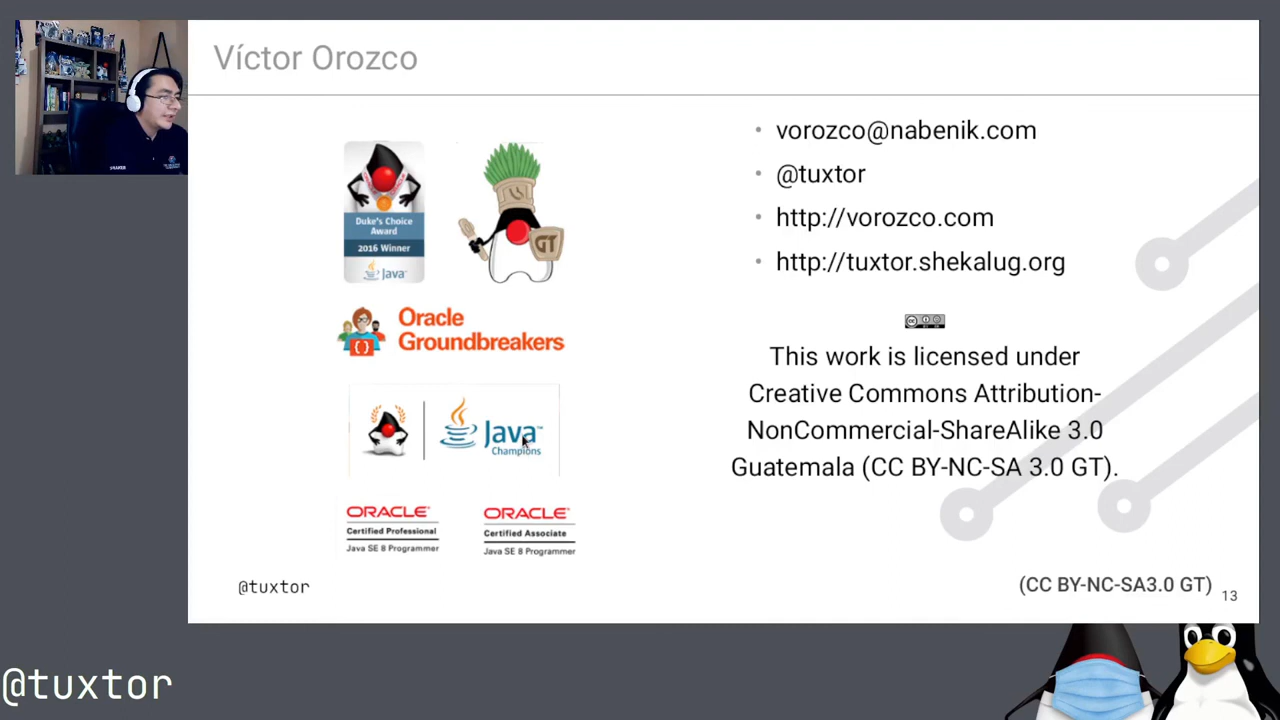 Víctor Orozco
Duke's Choice
Award
2016 Winner
Java™
GT
Oracle
Groundbreakers
Java™
Champions
ORACLE®
Certified Professional
Java SE 8 Programmer
ORACLE®
Certified Associate
Java SE 8 Programmer
• vorozco@nabenik.com
• @tuxtor
• http://vorozco.com
• http://tuxtor.shekalug.org
This work is licensed under
Creative Commons Attribution-
NonCommercial-ShareAlike 3.0
Guatemala (CC BY-NC-SA 3.0 GT).
@tuxtor
(CC BY-NC-SA3.0 GT)
13
@tuxtor